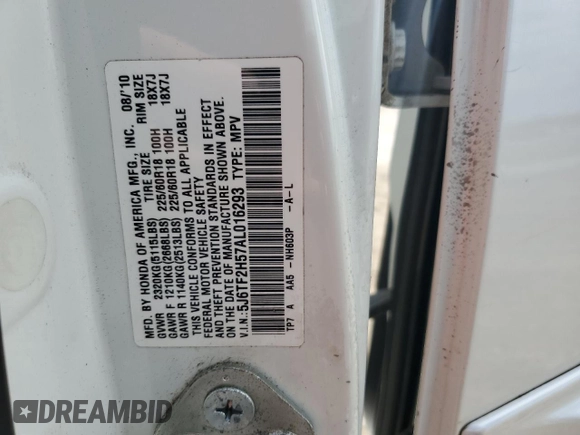 MFD. BY HONDA OF AMERICA MFG., INC. 08/'10
TIRE SIZE RIM SIZE
GVWR 2320KG(5115LBS)
GAWR F 1210KG(2668LBS) 225/60R18 100H 18X7J
GAWR R 1140KG(2513LBS) 225/60R18 100H 18X7J
THIS VEHICLE CONFORMS TO ALL APPLICABLE
FEDERAL MOTOR VEHICLE SAFETY
AND THEFT PREVENTION STANDARDS IN EFFECT
ON THE DATE OF MANUFACTURE SHOWN ABOVE.
V.I.N.:5J6TF2H57AL016293 TYPE: MPV
TP7 A AA5 -NH603P -A-L
DREAMBID